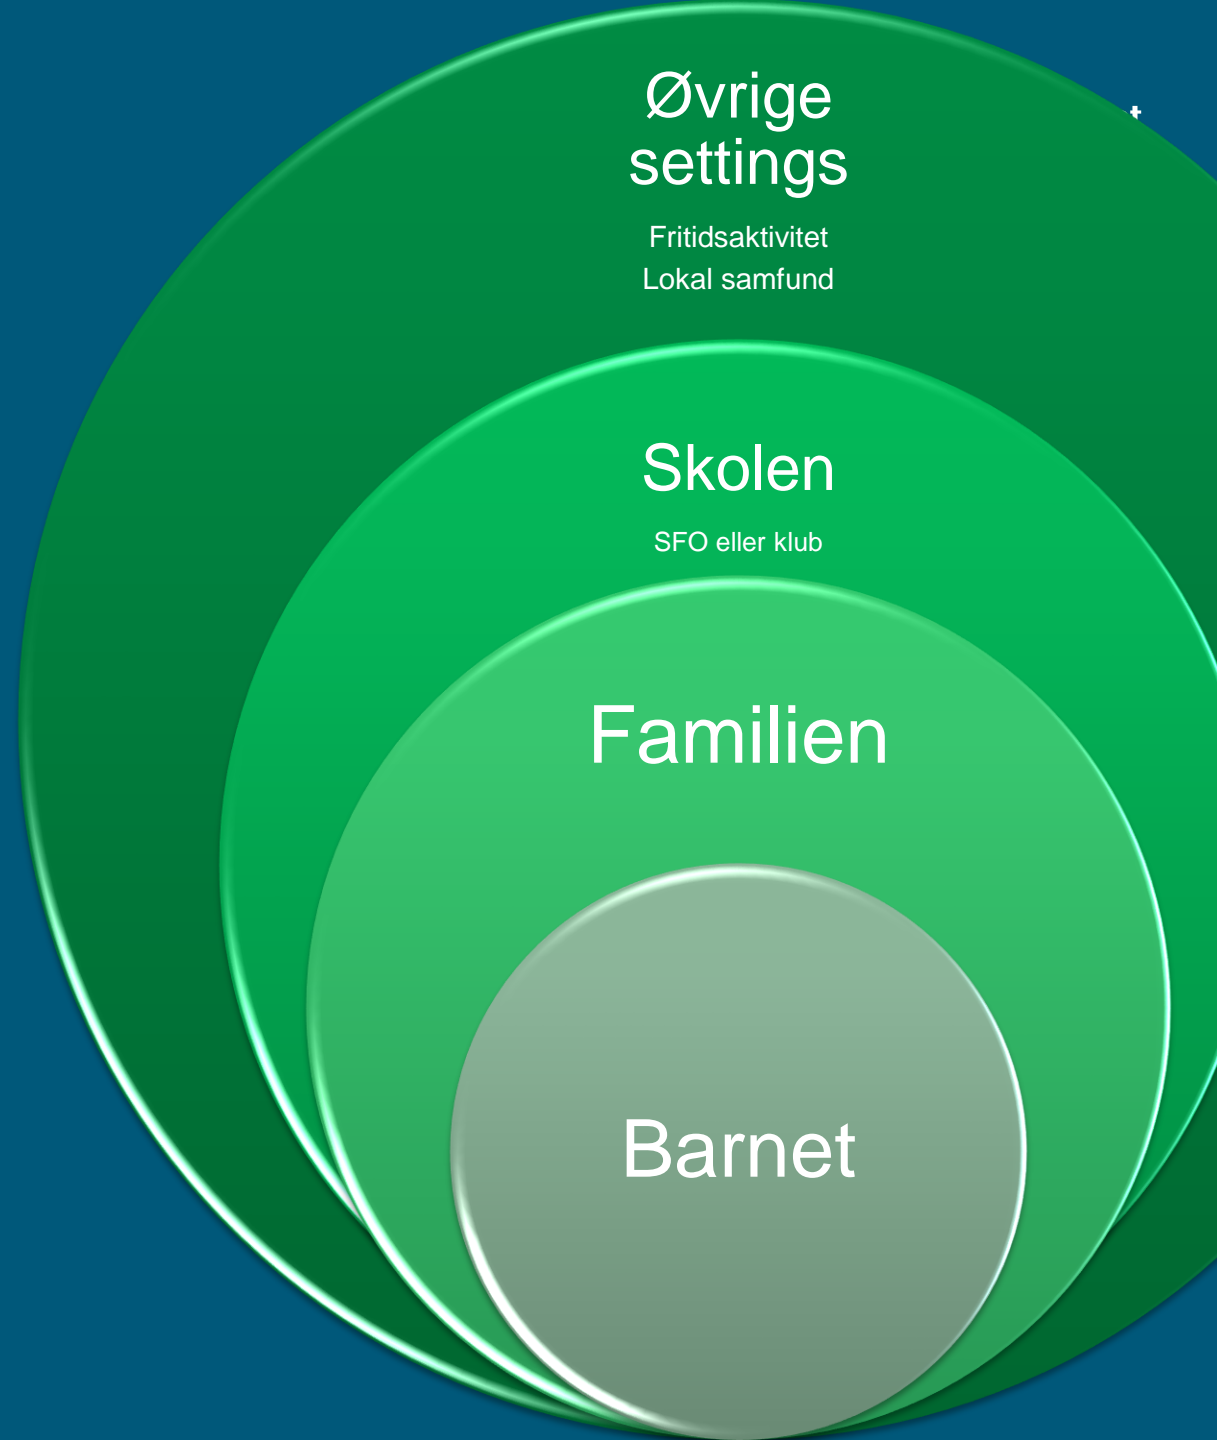 Øvrige
settings
Fritidsaktivitet
Lokal samfund
Skolen
SFO eller klub
Familien
Barnet